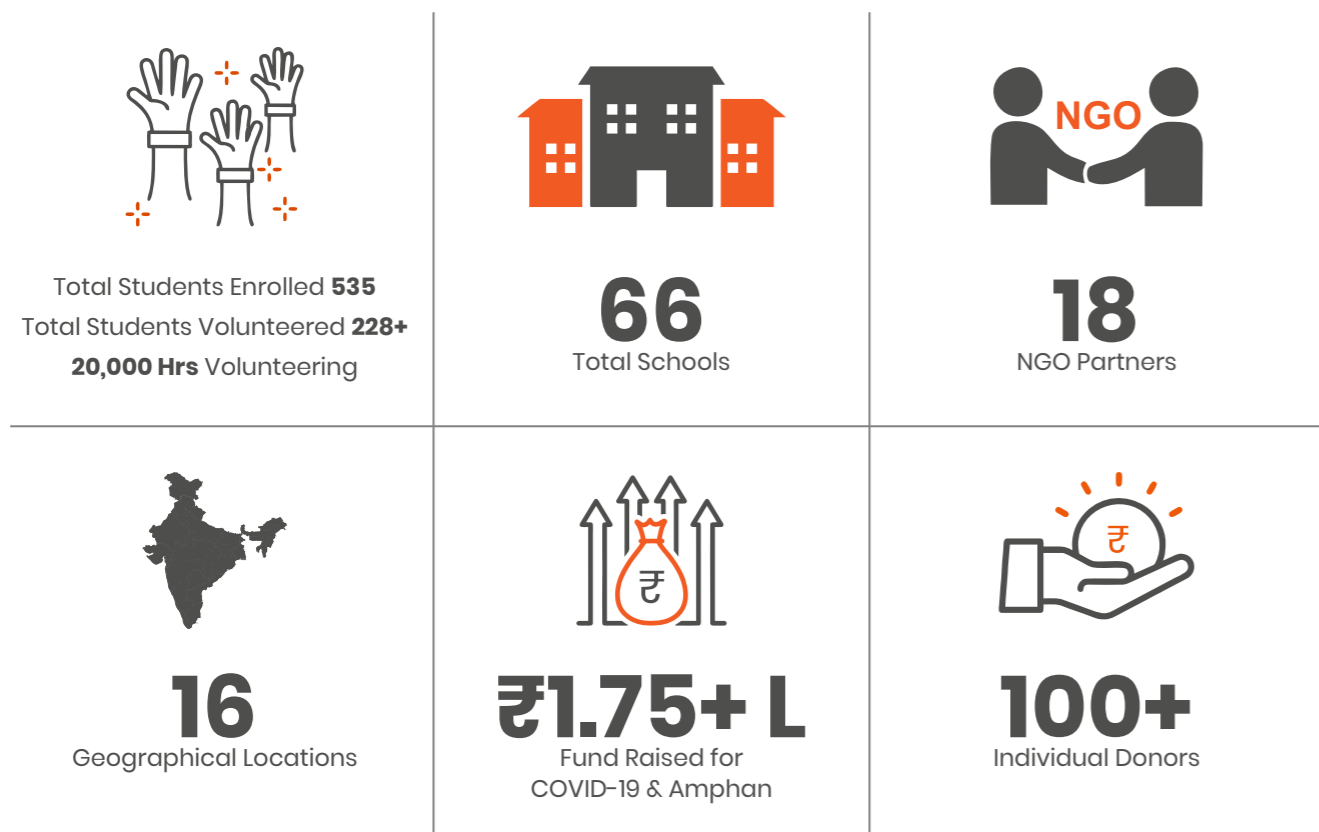 Total Students Enrolled 535
Total Students Volunteered 228+
20,000 Hrs Volunteering
66
Total Schools
NGO
18
NGO Partners
16
Geographical Locations
₹
₹1.75+ L
Fund Raised for
COVID-19 & Amphan
₹
100+
Individual Donors